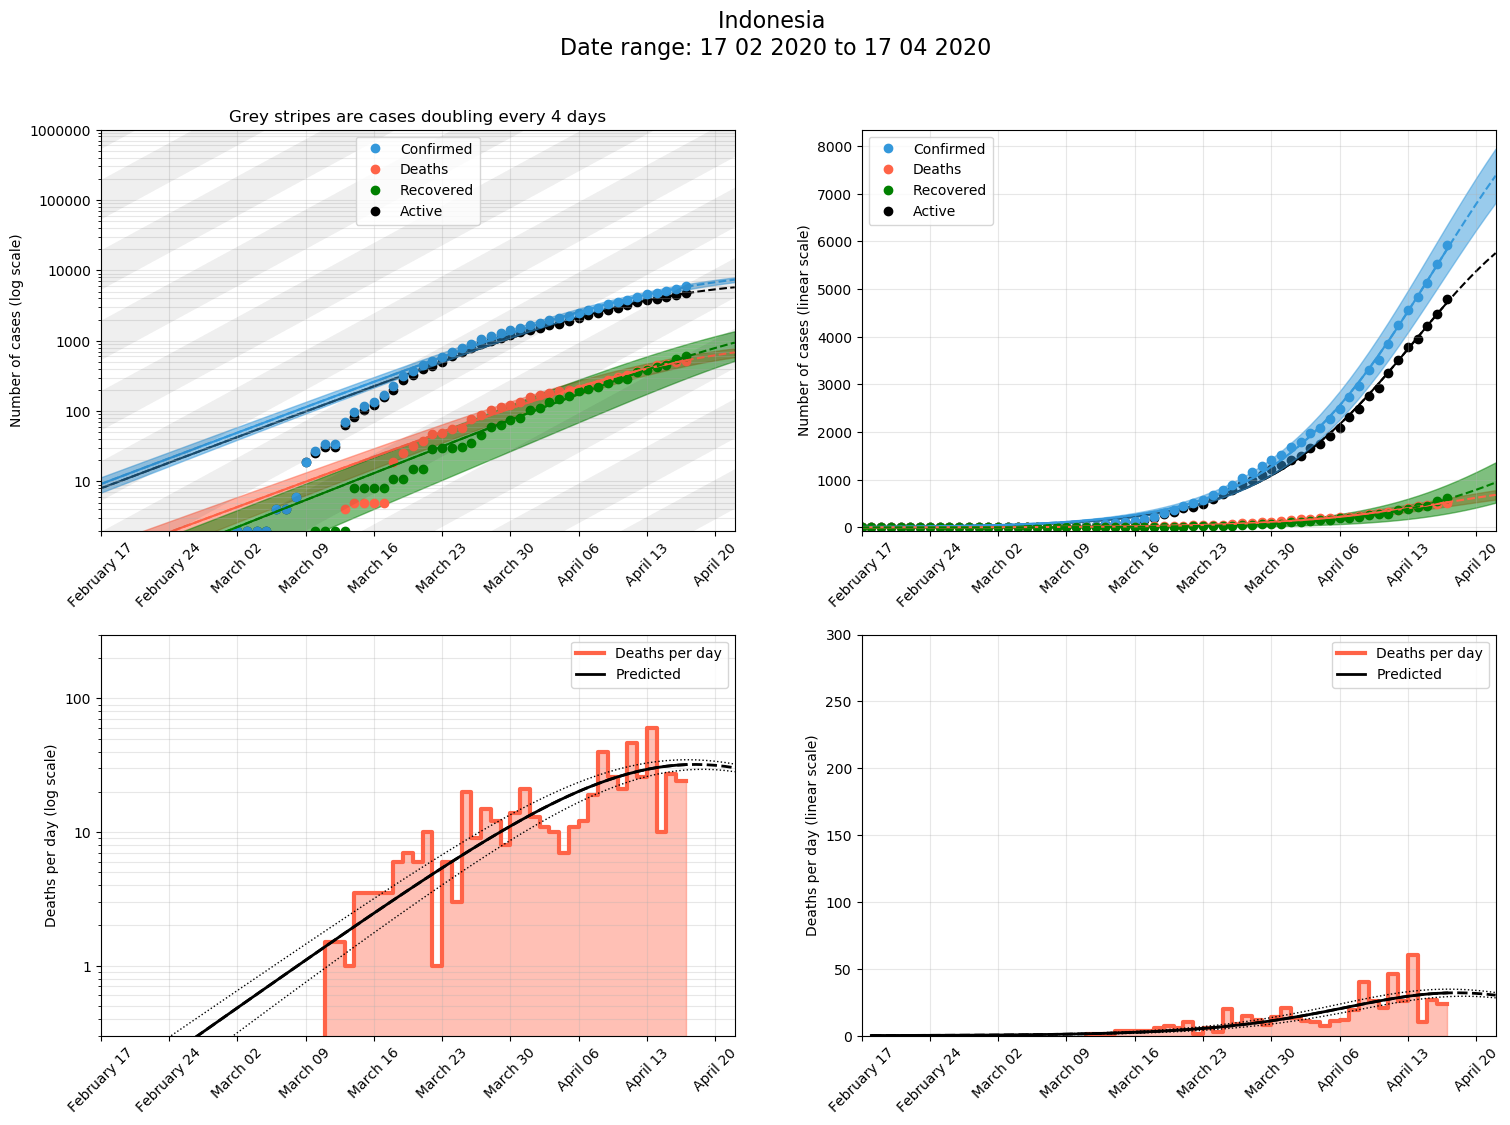 Indonesia
Date range: 17 02 2020 to 17 04 2020
Grey stripes are cases doubling every 4 days
Number of cases (log scale)
1000000
100000
10000
1000
100
10
Confirmed
Deaths
Recovered
Active
February 17
February 24
March 02
March 09
March 16
March 23
March 30
April 06
April 13
April 20
Number of cases (linear scale)
8000
7000
6000
5000
4000
3000
2000
1000
0
Confirmed
Deaths
Recovered
Active
February 17
February 24
March 02
March 09
March 16
March 23
March 30
April 06
April 13
April 20
Deaths per day (log scale)
100
10
1
Deaths per day
Predicted
February 17
February 24
March 02
March 09
March 16
March 23
March 30
April 06
April 13
April 20
Deaths per day (linear scale)
300
250
200
150
100
50
0
Deaths per day
Predicted
February 17
February 24
March 02
March 09
March 16
March 23
March 30
April 06
April 13
April 20